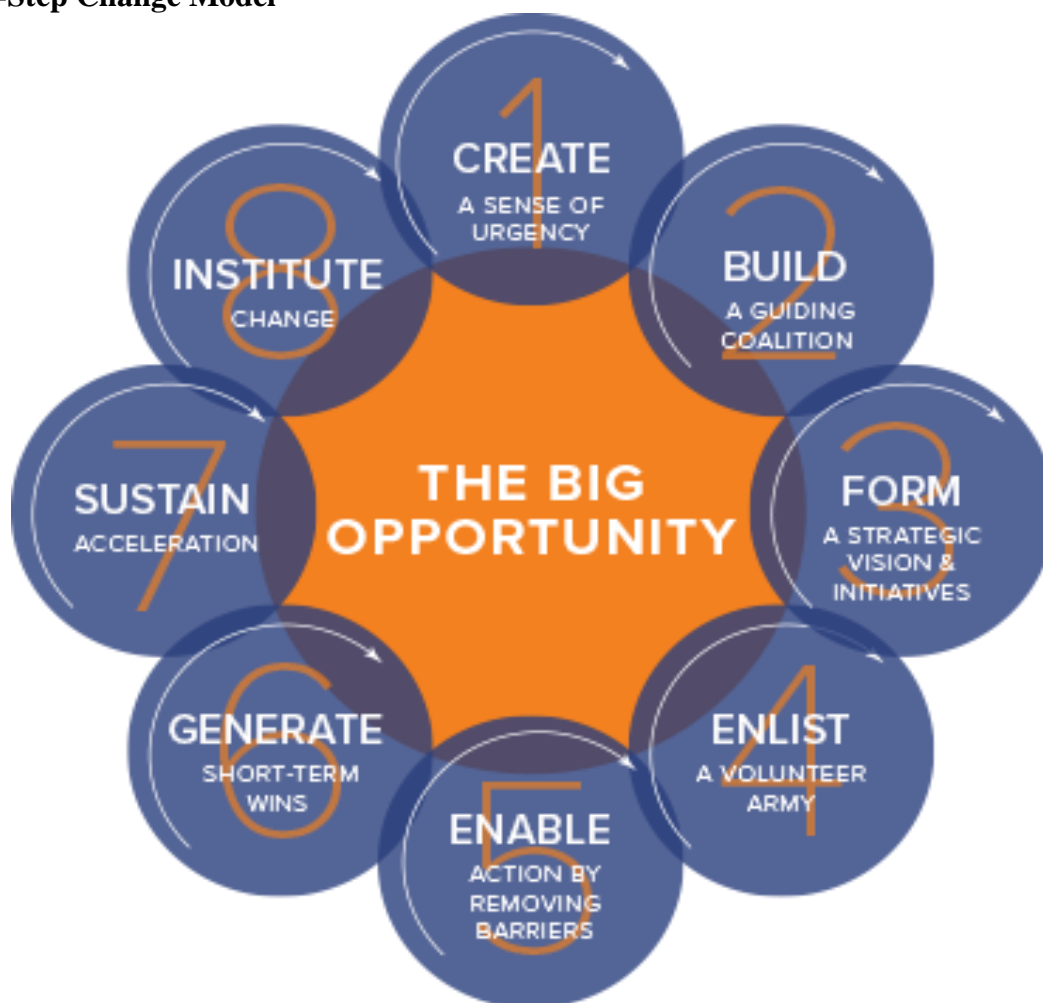 -Step Change Model
1
CREATE
A SENSE OF
URGENCY
2
BUILD
A GUIDING
COALITION
3
FORM
A STRATEGIC
VISION &
INITIATIVES
4
ENLIST
A VOLUNTEER
ARMY
5
ENABLE
ACTION BY
REMOVING
BARRIERS
6
GENERATE
SHORT-TERM
WINS
7
SUSTAIN
ACCELERATION
8
INSTITUTE
CHANGE
THE BIG
OPPORTUNITY